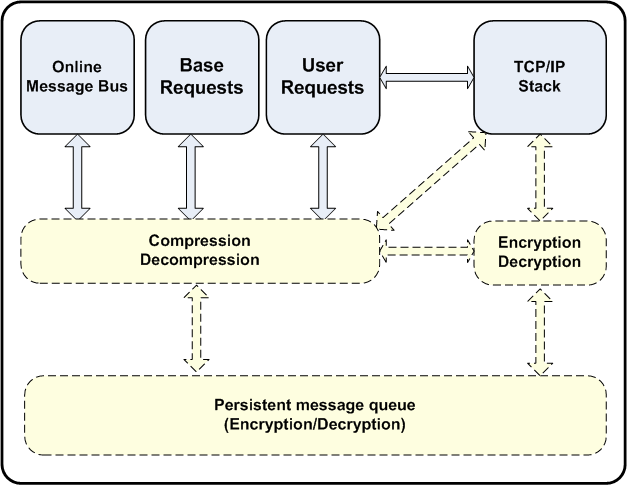 Online
Message Bus
Base
Requests
User
Requests
TCP/IP
Stack
Compression
Decompression
Encryption
Decryption
Persistent message queue
(Encryption/Decryption)